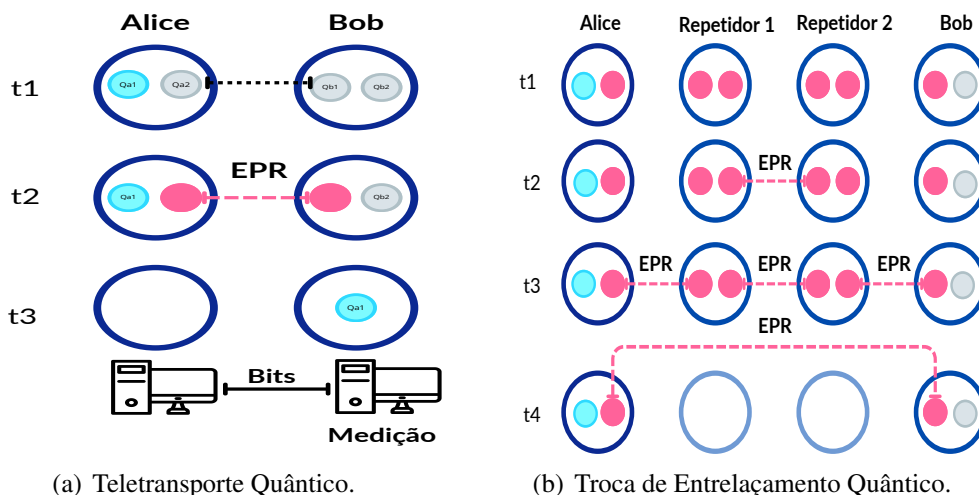 Alice Bob
t1 Qa1 Qa2 Qb1 Qb2
EPR
t2 Qa1 Qb2
t3 Qa1
Bits
Medição
(a) Teletransporte Quântico.
Alice Repetidor 1 Repetidor 2 Bob
t1
EPR
t2
EPR EPR EPR
t3
EPR
t4
(b) Troca de Entrelaçamento Quântico.